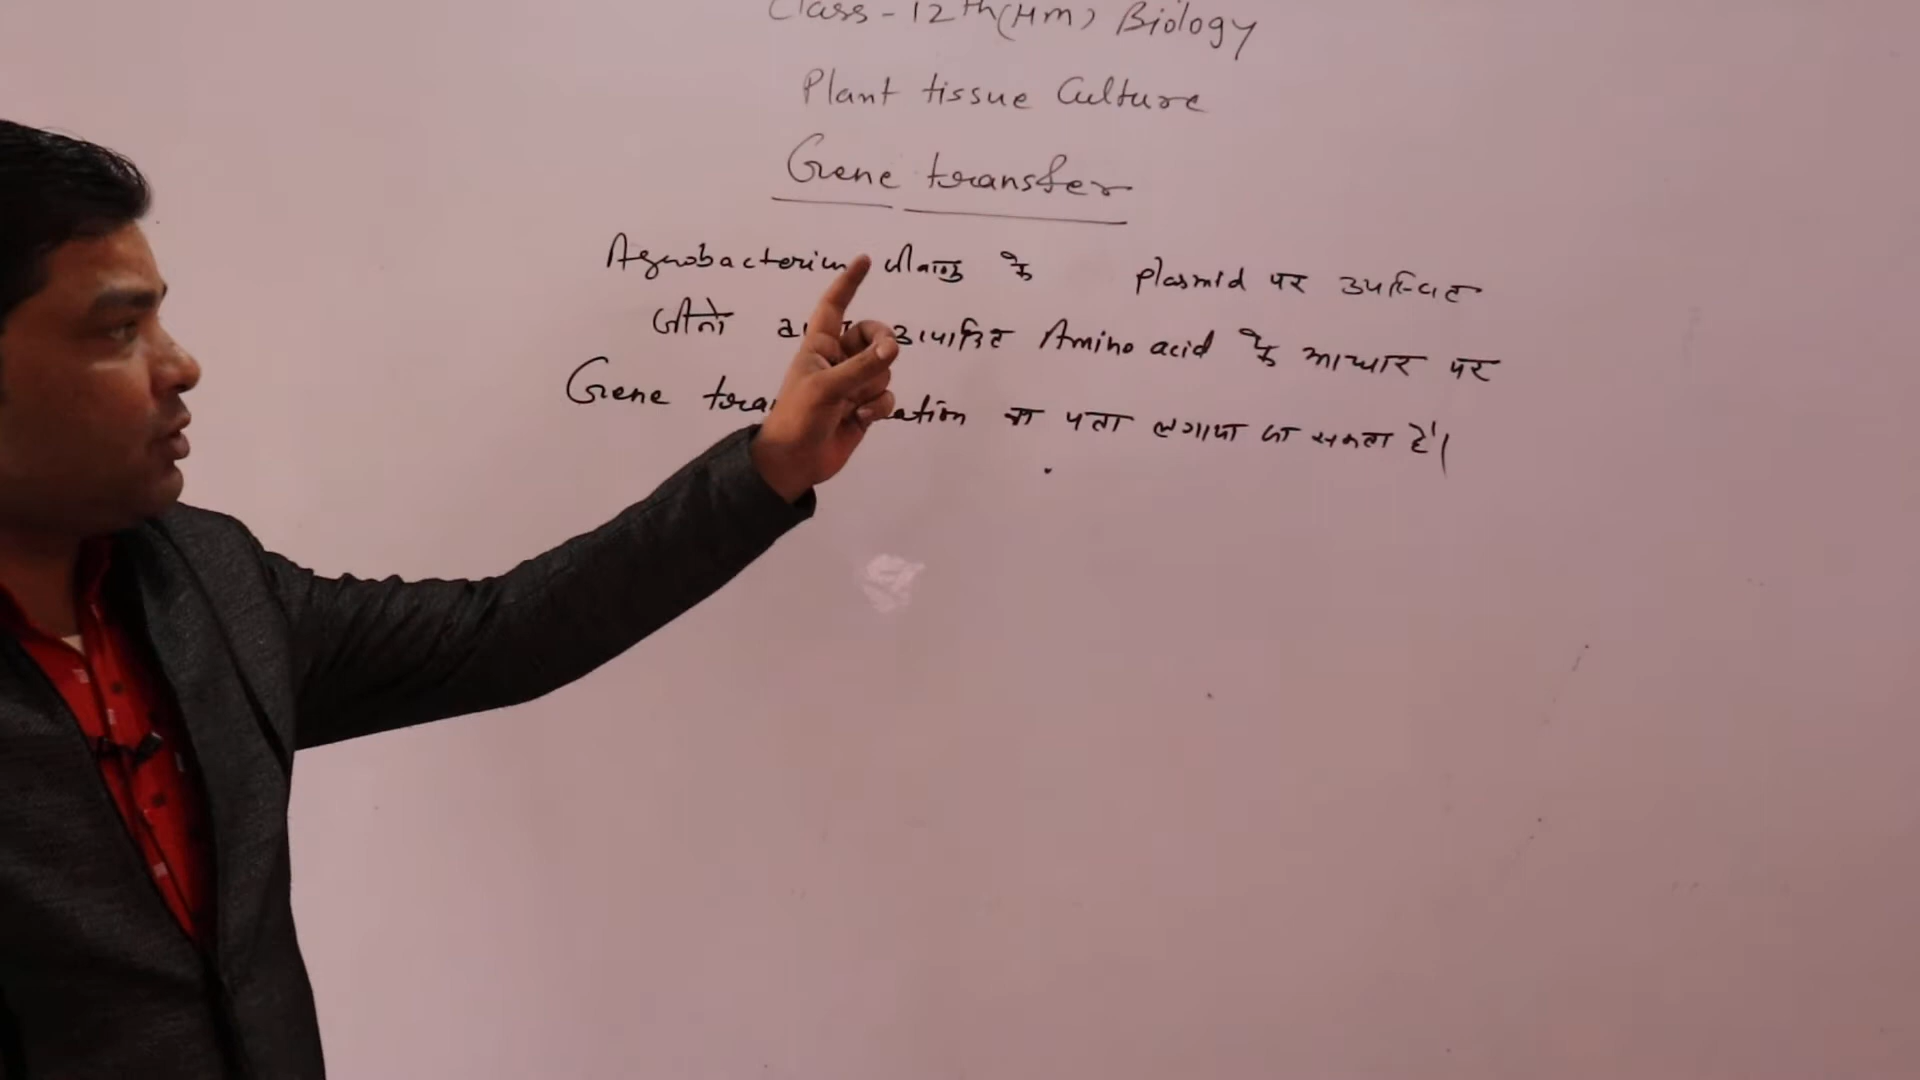 Class-12th(Hm) Biology
Plant tissue Culture
Gene transfer
Agrobacterium जीवाणु के plasmid पर उपस्थित
जीनो उत्पादित Amino acid के आधार पर
Gene का पता लगाया जा सकता है।